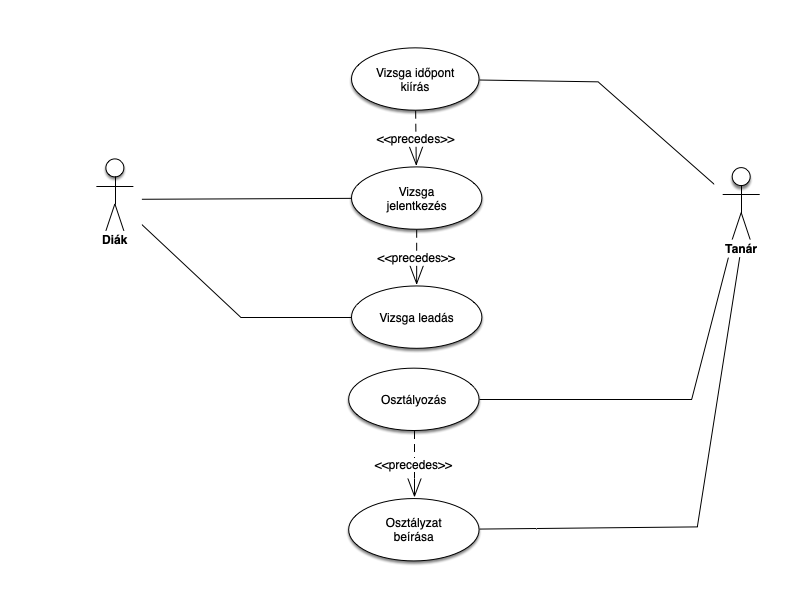 Vizsga időpont
kiírás
<<precedes>>
Vizsga
jelentkezés
Diák
Tanár
<<precedes>>
Vizsga leadás
Osztályozás
<<precedes>>
Osztályzat
beírása